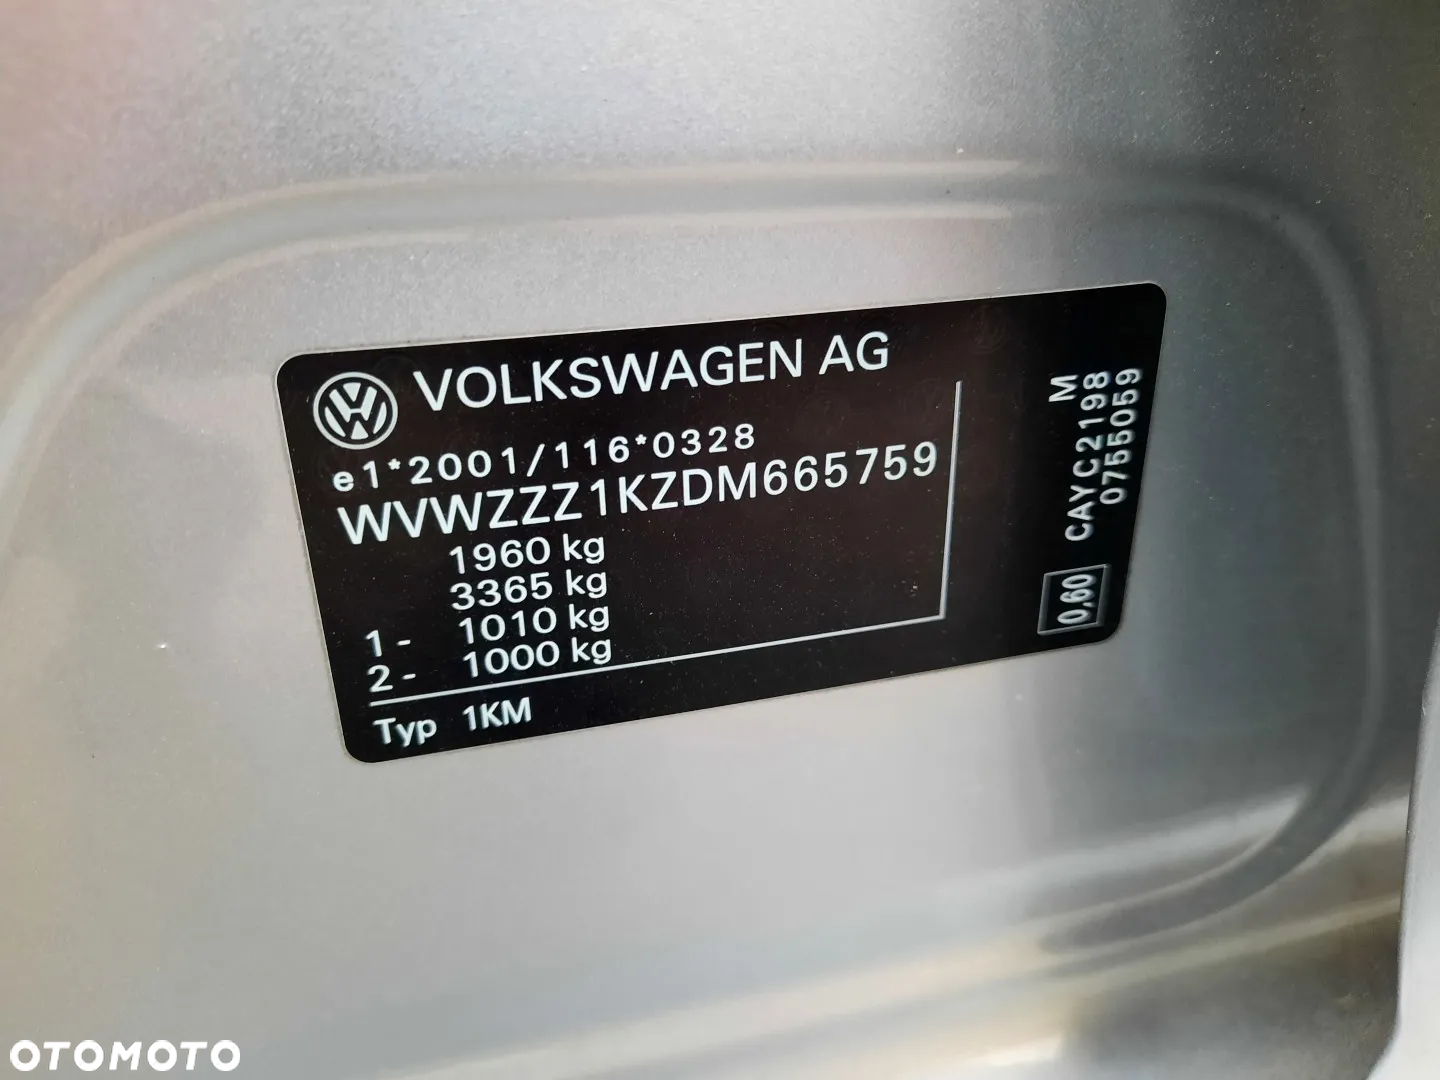 VOLKSWAGEN AG
e1*2001/116*0328
WVWZZZ1KZDM665759
1960 kg
3365 kg
1 - 1010 kg
2 - 1000 kg
Typ 1KM
M
CAYC2198
0755059
0,60
OTOMOTO